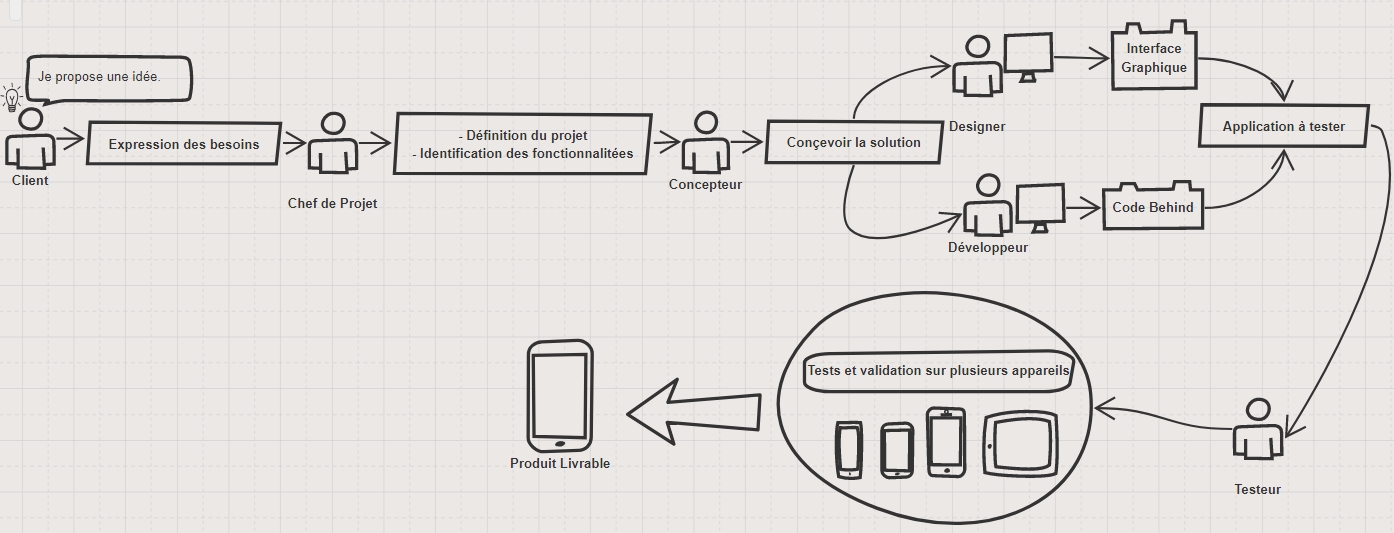 Je propose une idée.
Client
Expression des besoins
Chef de Projet
- Définition du projet
- Identification des fonctionnalitées
Concepteur
Conçevoir la solution
Designer
Interface
Graphique
Développeur
Code Behind
Application à tester
Testeur
Tests et validation sur plusieurs appareils
Produit Livrable